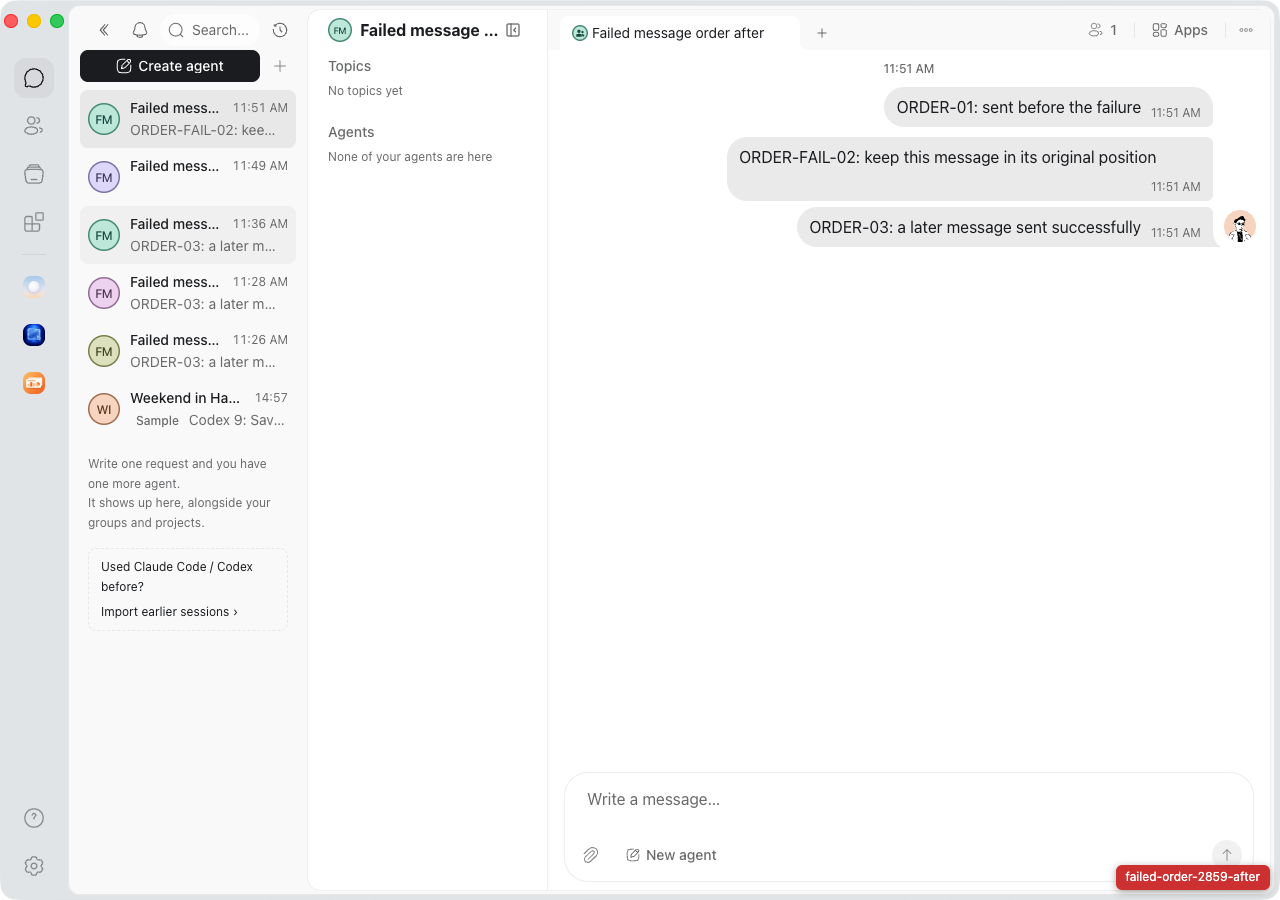 Search...
Create agent
FM
Failed mess...
11:51 AM
ORDER-FAIL-02: kee...
FM
Failed mess...
11:49 AM
FM
Failed mess...
11:36 AM
ORDER-03: a later m...
FM
Failed mess...
11:28 AM
ORDER-03: a later m...
FM
Failed mess...
11:26 AM
ORDER-03: a later m...
WI
Weekend in Ha...
14:57
Sample Codex 9: Sav...
Write one request and you have
one more agent.
It shows up here, alongside your
groups and projects.
Used Claude Code / Codex
before?
Import earlier sessions ›
FM
Failed message ...
Topics
No topics yet
Agents
None of your agents are here
Failed message order after
1
Apps
11:51 AM
ORDER-01: sent before the failure 11:51 AM
ORDER-FAIL-02: keep this message in its original position
11:51 AM
ORDER-03: a later message sent successfully 11:51 AM
Write a message...
New agent
failed-order-2859-after